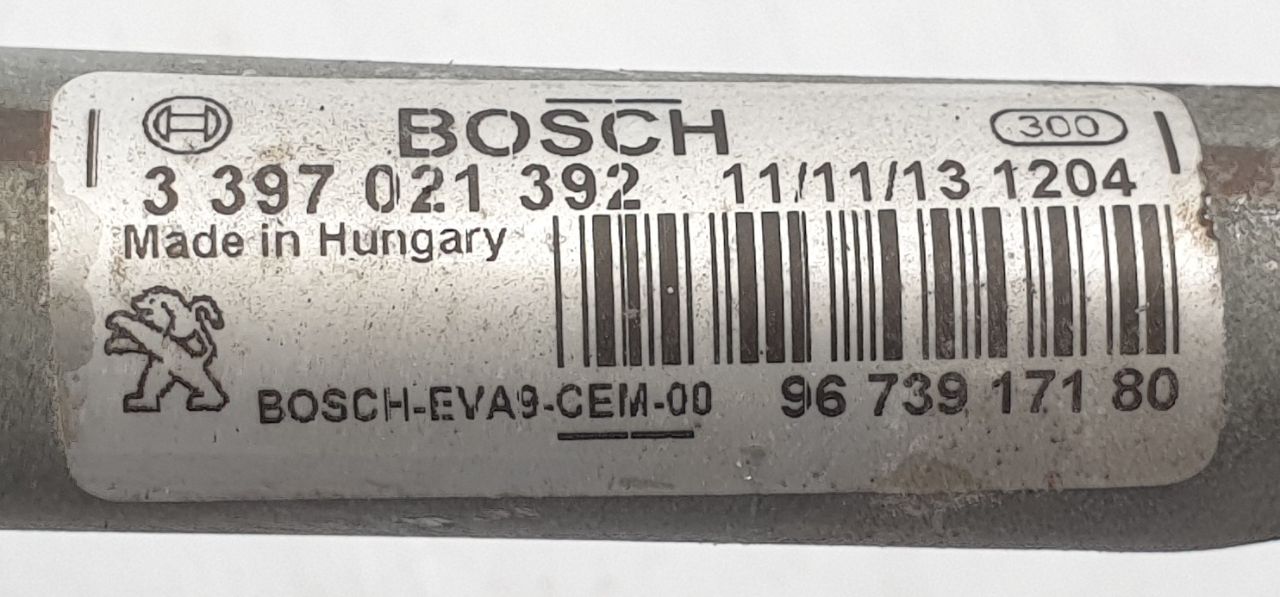 BOSCH 300
3 397 021 392 11/11/13 1204
Made in Hungary
BOSCH-EVA9-CEM-00 96 739 171 80